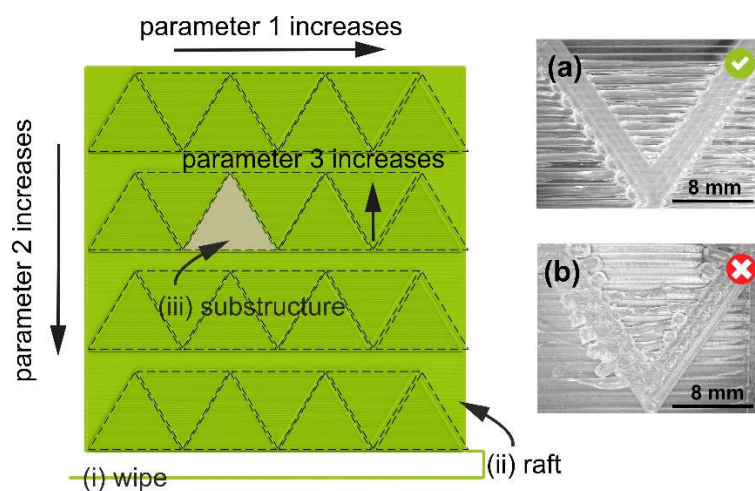 parameter 1 increases
parameter 2 increases
parameter 3 increases
(iii) substructure
(i) wipe
(ii) raft
(a)
8 mm
(b)
8 mm